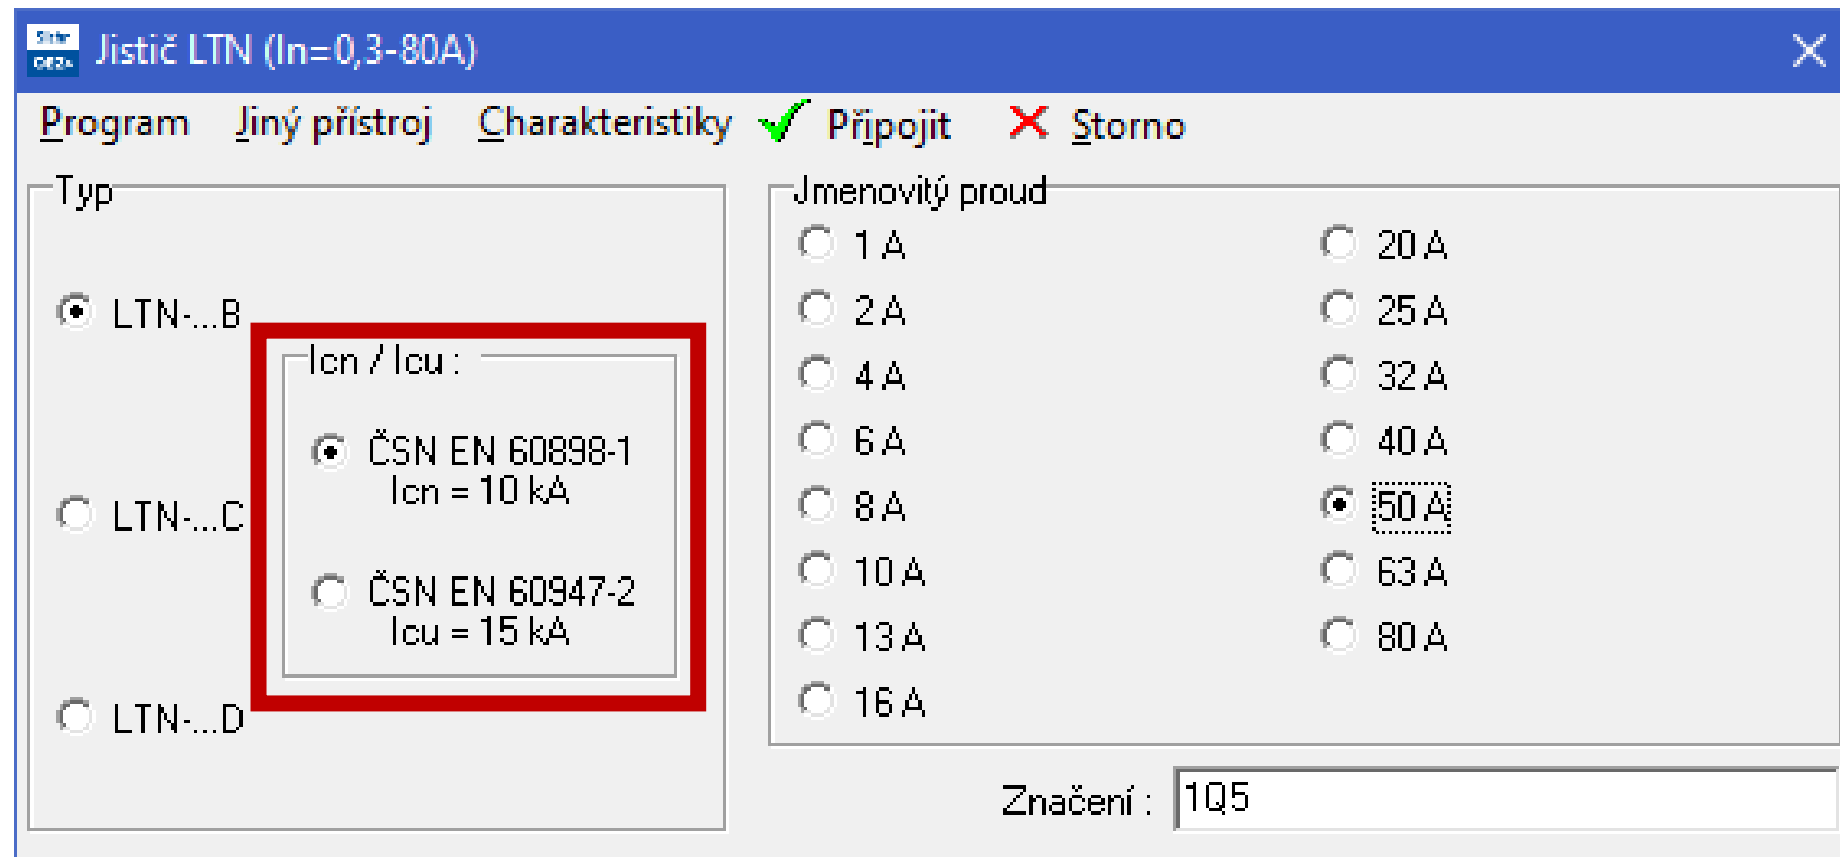 Jistič LTN (In=0,3-80A)
Program Jiný přístroj Charakteristiky Připojit Storno
Typ
LTN-...B
Icn / Icu :
ČSN EN 60898-1
Icn = 10 kA
LTN-...C
ČSN EN 60947-2
Icu = 15 kA
LTN-...D
Jmenovitý proud
1 A
2 A
4 A
6 A
8 A
10 A
13 A
16 A
20 A
25 A
32 A
40 A
50 A
63 A
80 A
Značení : 1Q5